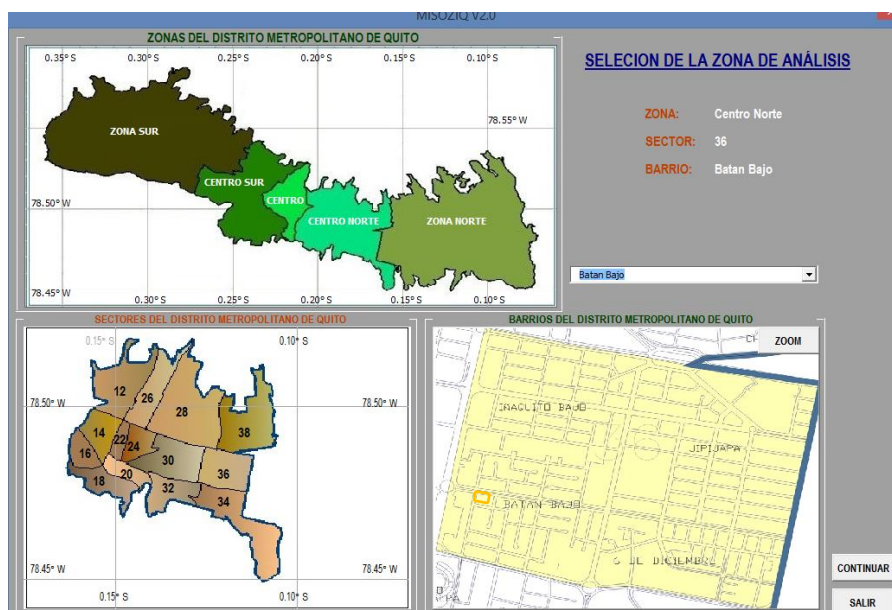 MISOZIQ V2.0
ZONAS DEL DISTRITO METROPOLITANO DE QUITO
0.35° S 0.30° S 0.25° S 0.20° S 0.15° S 0.10° S
78.55° W
ZONA SUR
CENTRO SUR
CENTRO
78.50° W
CENTRO NORTE
ZONA NORTE
78.45° W
0.30° S 0.25° S 0.20° S 0.15° S 0.10° S
SELECION DE LA ZONA DE ANÁLISIS
ZONA: Centro Norte
SECTOR: 36
BARRIO: Batan Bajo
Batan Bajo
SECTORES DEL DISTRITO METROPOLITANO DE QUITO
0.15° S 0.10° S
12
26
28
78.50° W 78.50° W
14
22
24
38
16
30
20
36
18
32
34
78.45° W 78.45° W
0.15° S 0.10° S
BARRIOS DEL DISTRITO METROPOLITANO DE QUITO
ZOOM
IÑAQUITO BAJO
JIPIJAPA
BATAN BAJO
6 DE DICIEMBRE
CONTINUAR
SALIR